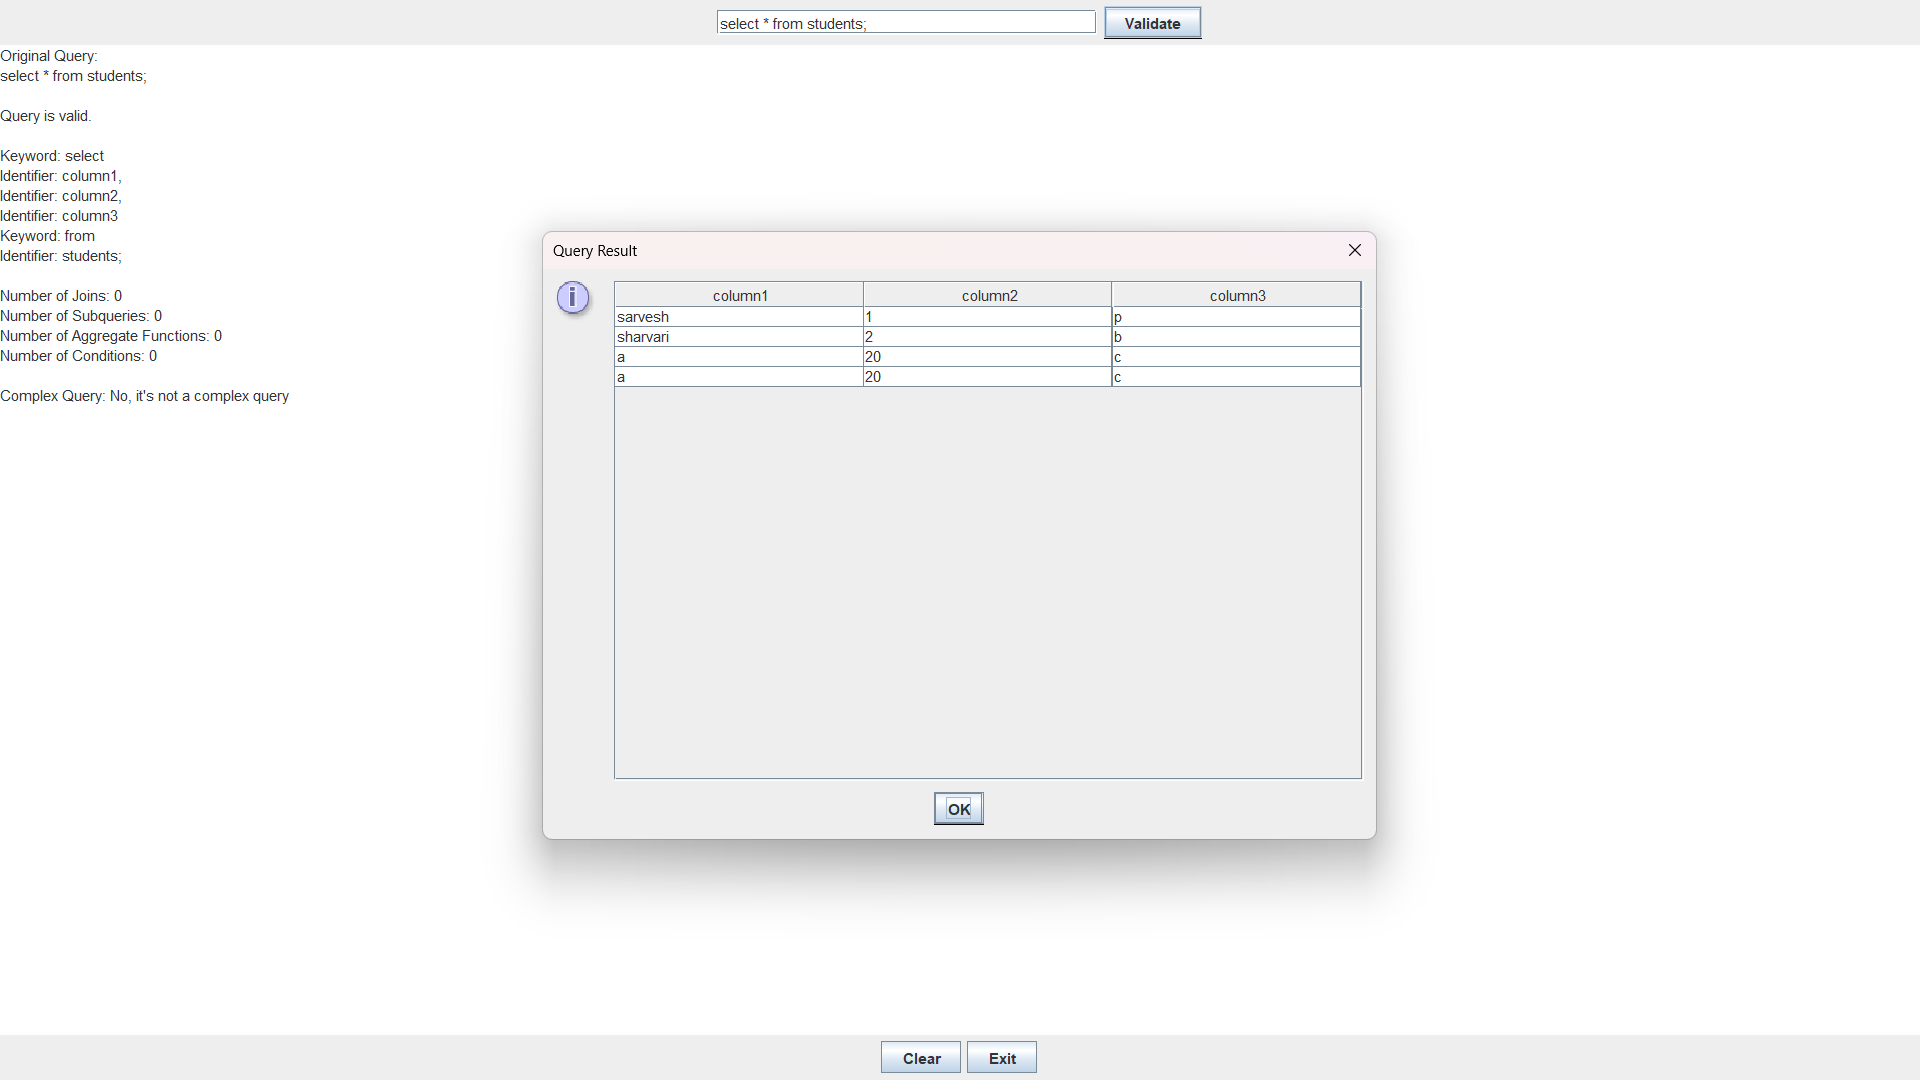 select * from students;
Validate
Original Query:
select * from students;
Query is valid.
Keyword: select
Identifier: column1,
Identifier: column2,
Identifier: column3
Keyword: from
Identifier: students;
Number of Joins: 0
Number of Subqueries: 0
Number of Aggregate Functions: 0
Number of Conditions: 0
Complex Query: No, it's not a complex query
Query Result
column1 column2 column3
sarvesh 1 p
sharvari 2 b
a 20 c
a 20 c
OK
Clear Exit